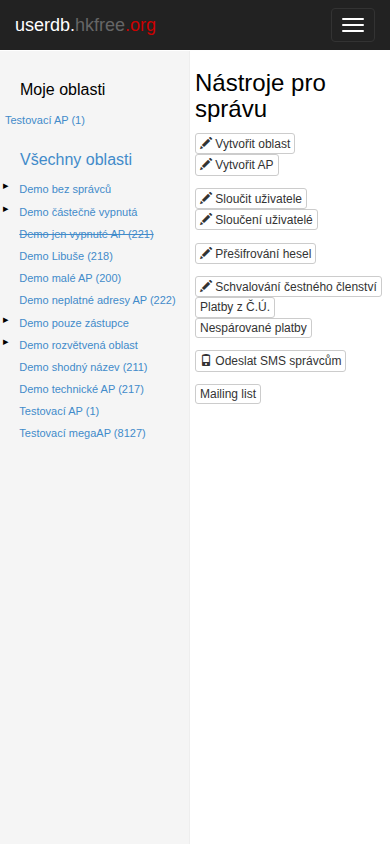 userdb.hkfree.org
Moje oblasti
Testovací AP (1)
Všechny oblasti
Demo bez správců
Demo částečně vypnutá
Demo jen vypnuté AP (221)
Demo Libuše (218)
Demo malé AP (200)
Demo neplatné adresy AP (222)
Demo pouze zástupce
Demo rozvětvená oblast
Demo shodný název (211)
Demo technické AP (217)
Testovací AP (1)
Testovací megaAP (8127)
Nástroje pro
správu
Vytvořit oblast
Vytvořit AP
Sloučit uživatele
Sloučení uživatelé
Přešifrování hesel
Schvalování čestného členství
Platby z Č.Ú.
Nespárované platby
Odeslat SMS správcům
Mailing list